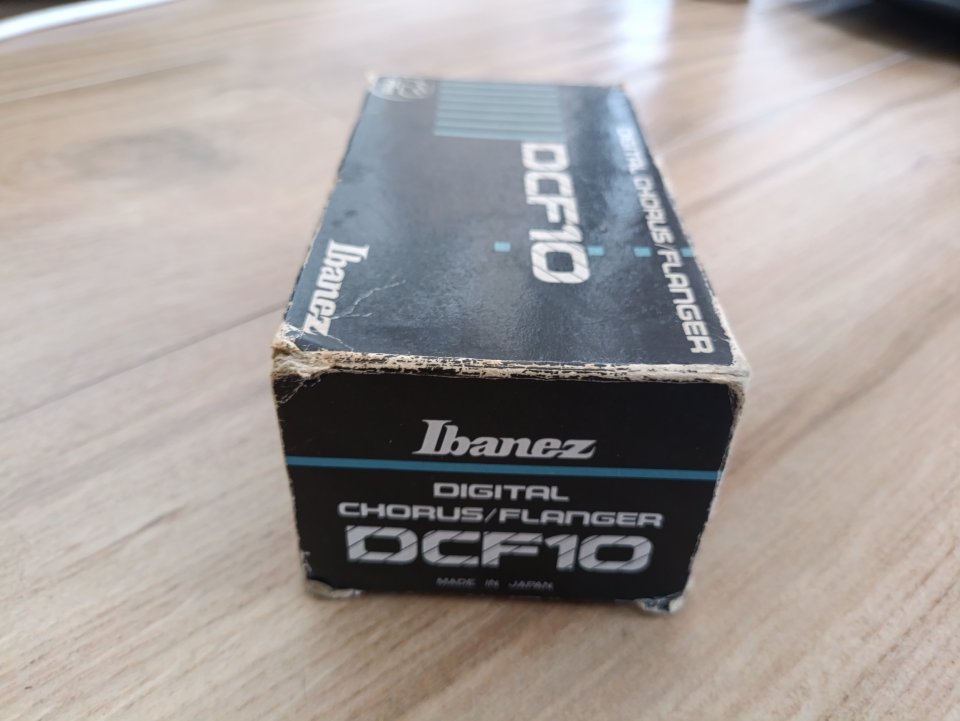 DCF10
DIGITAL CHORUS/FLANGER
Ibanez
Ibanez
DIGITAL
CHORUS/FLANGER
DCF10
MADE IN JAPAN